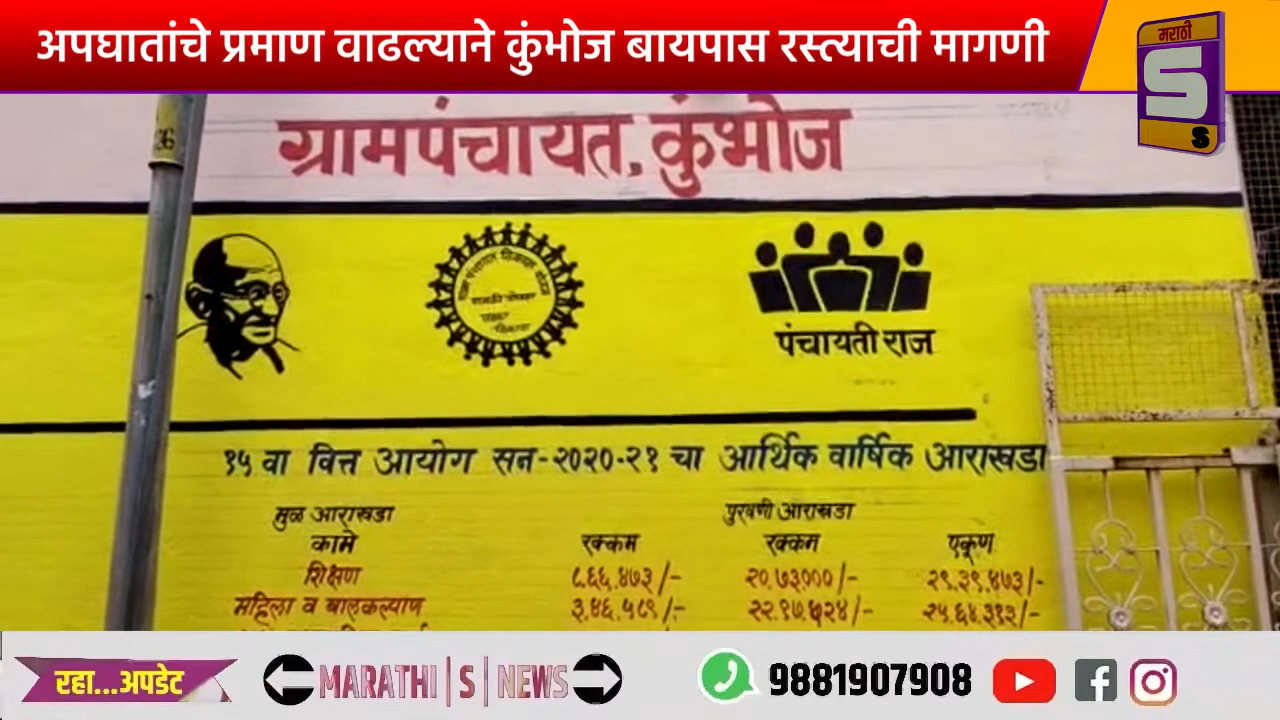 अपघातांचे प्रमाण वाढल्याने कुंभोज बायपास रस्त्याची मागणी
मराठी
S
S
ग्रामपंचायत, कुंभोज
पंचायती राज
१५ वा वित्त आयोग सन-२०२०-२१ चा आर्थिक वार्षिक आराखडा
मुळ आराखडा पुरवणी आराखडा
कामे रक्कम रक्कम एकूण
शिक्षण ८,६६,४७३/- २०,७३,०००/- २९,३९,४७३/-
महिला व बालकल्याण ३,४६,५८९/- २२,१७,७२४/- २५,६४,३१३/-
रहा...अपडेट
MARATHI | S | NEWS
9881907908